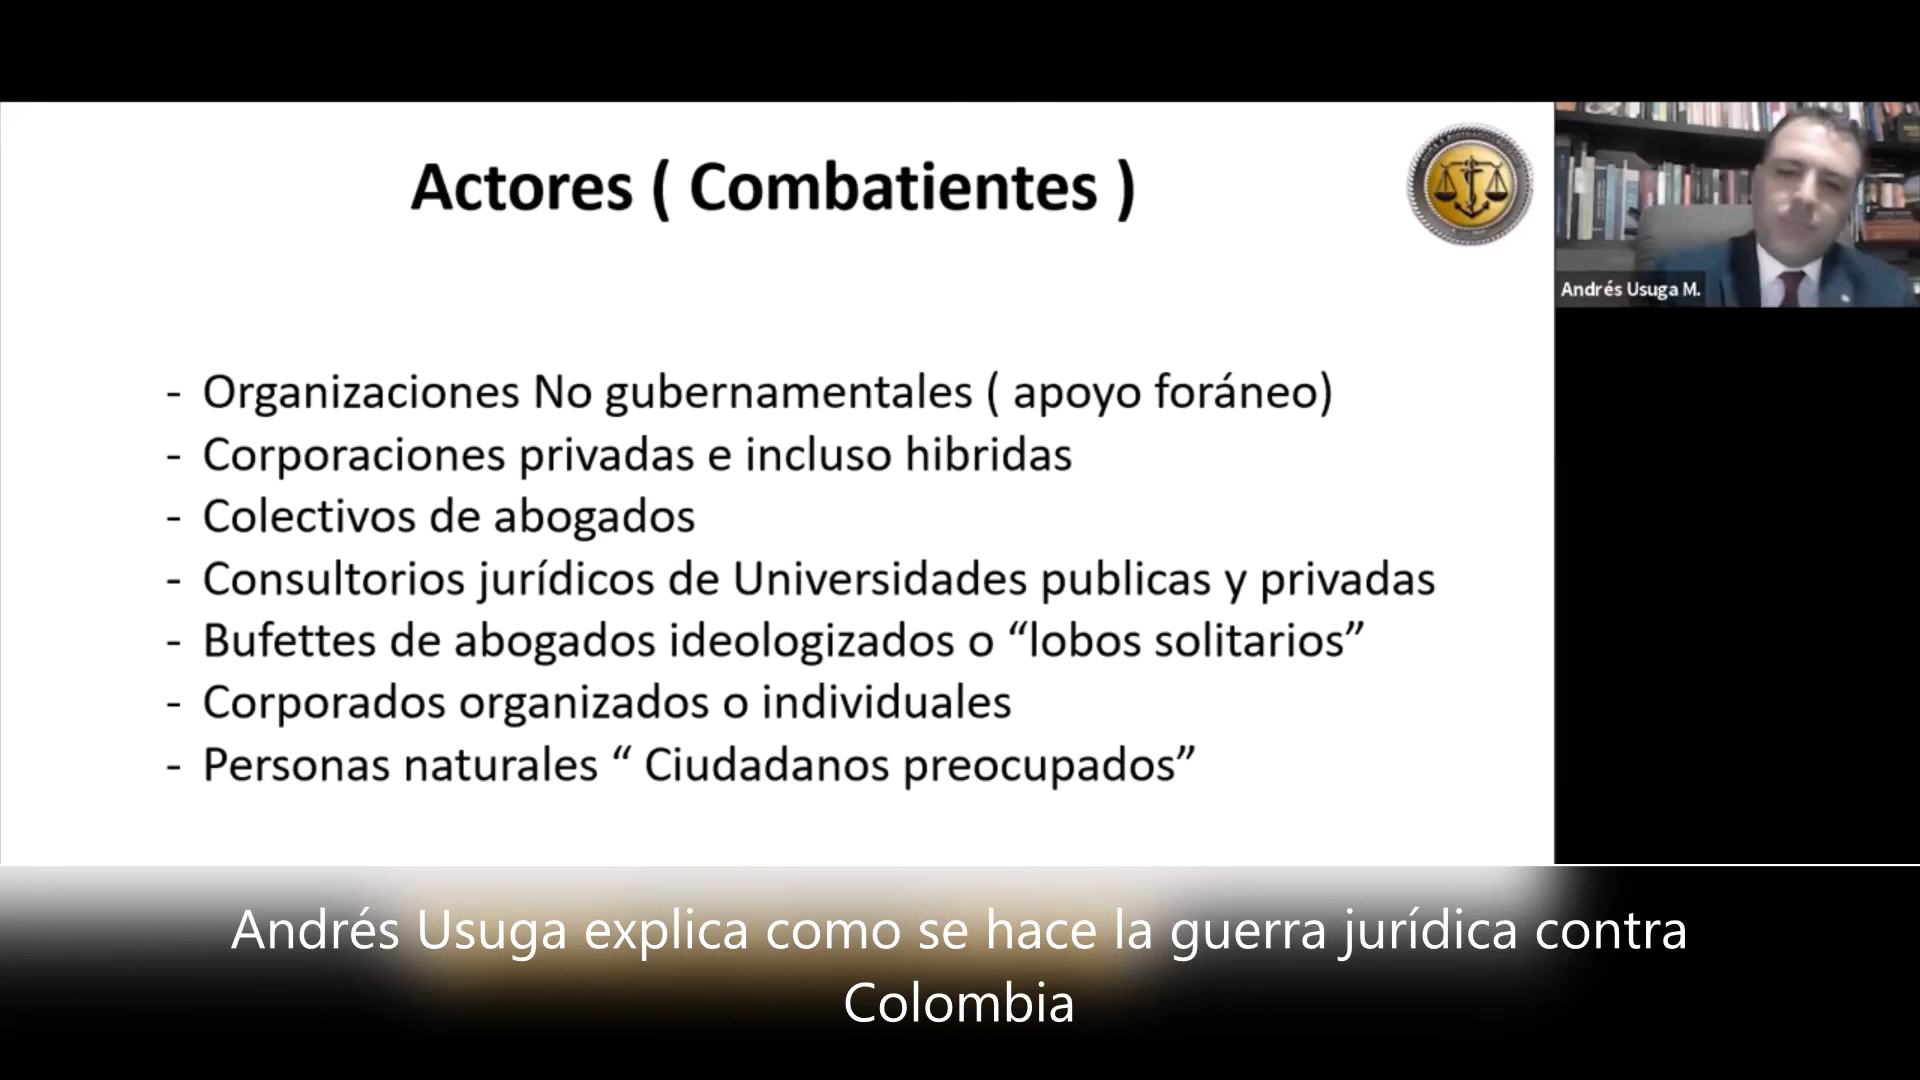 Actores ( Combatientes )
- Organizaciones No gubernamentales ( apoyo foráneo)
- Corporaciones privadas e incluso hibridas
- Colectivos de abogados
- Consultorios jurídicos de Universidades publicas y privadas
- Bufettes de abogados ideologizados o “lobos solitarios”
- Corporados organizados o individuales
- Personas naturales “ Ciudadanos preocupados”
Andrés Usuga M.
Andrés Usuga explica como se hace la guerra jurídica contra
Colombia